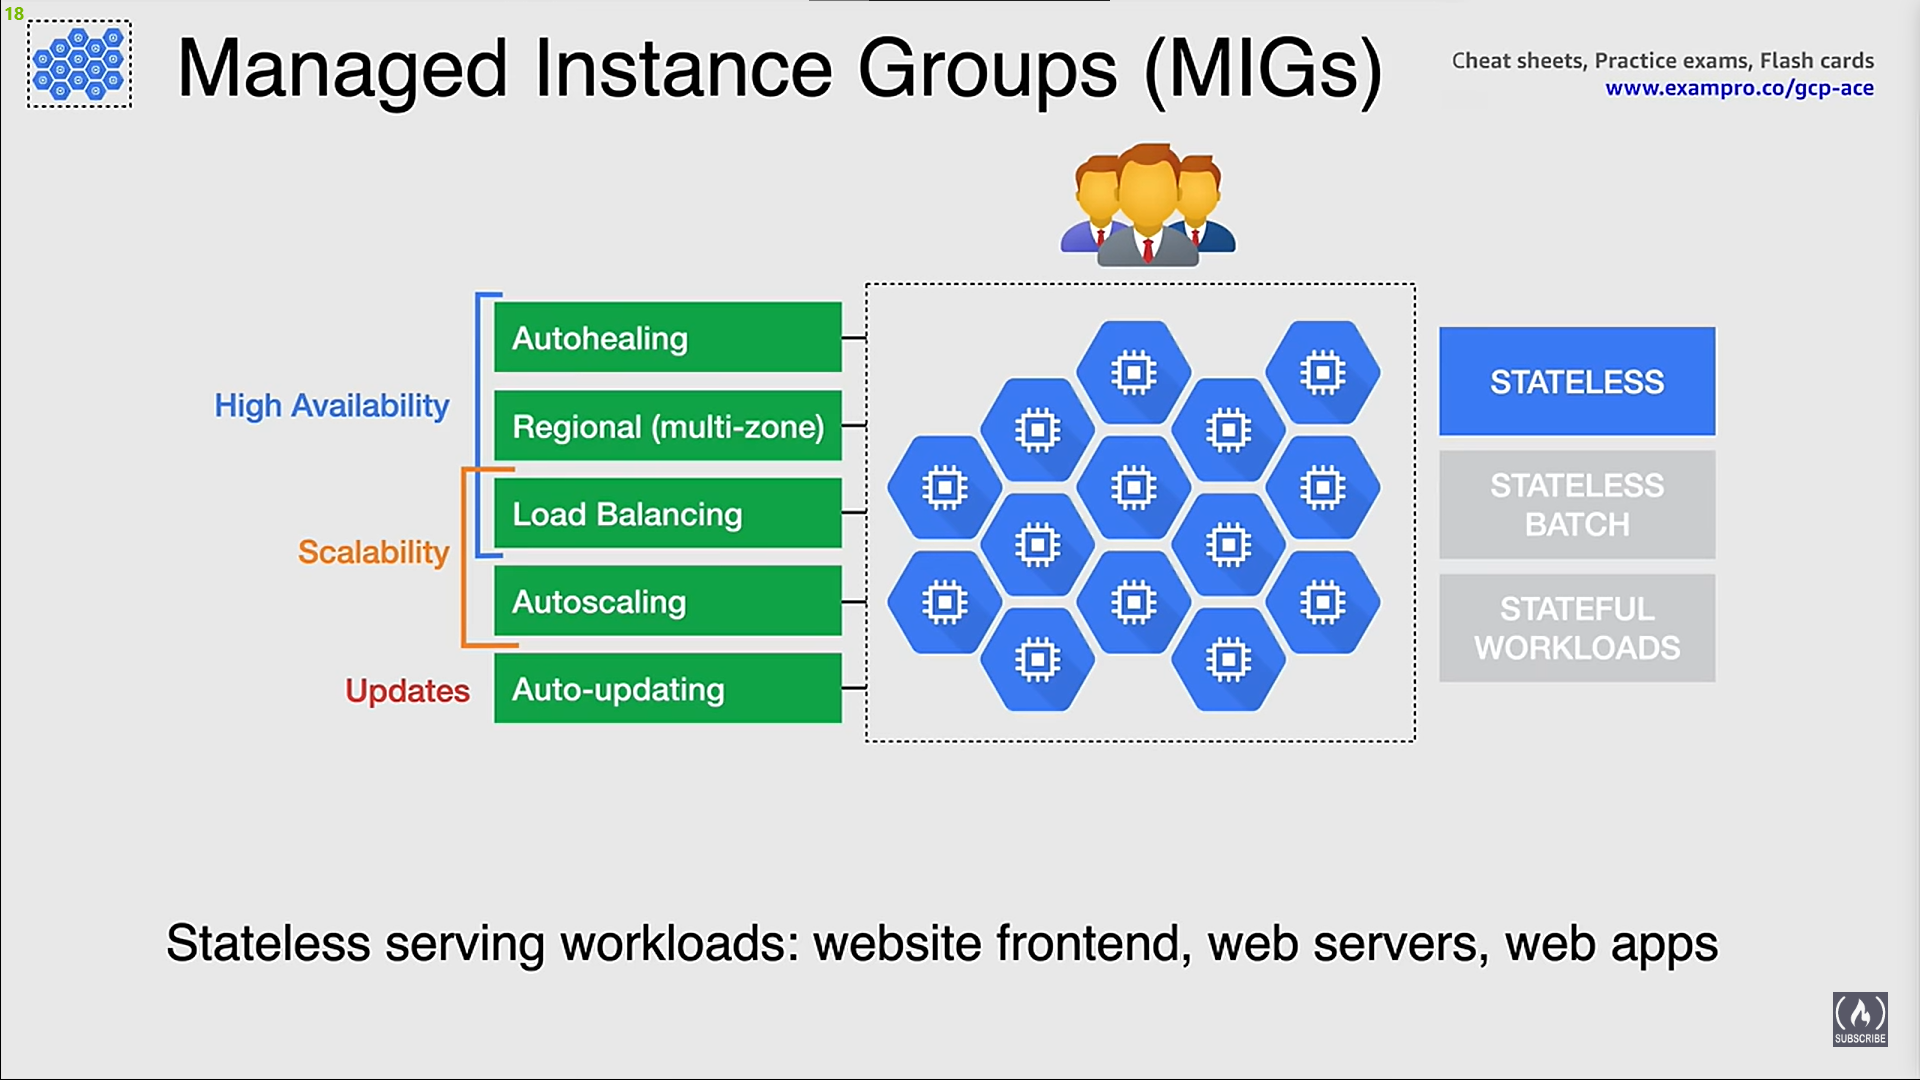 18
Managed Instance Groups (MIGs)
Cheat sheets, Practice exams, Flash cards
www.exampro.co/gcp-ace
High Availability
Scalability
Updates
Autohealing
Regional (multi-zone)
Load Balancing
Autoscaling
Auto-updating
STATELESS
STATELESS
BATCH
STATEFUL
WORKLOADS
Stateless serving workloads: website frontend, web servers, web apps
SUBSCRIBE